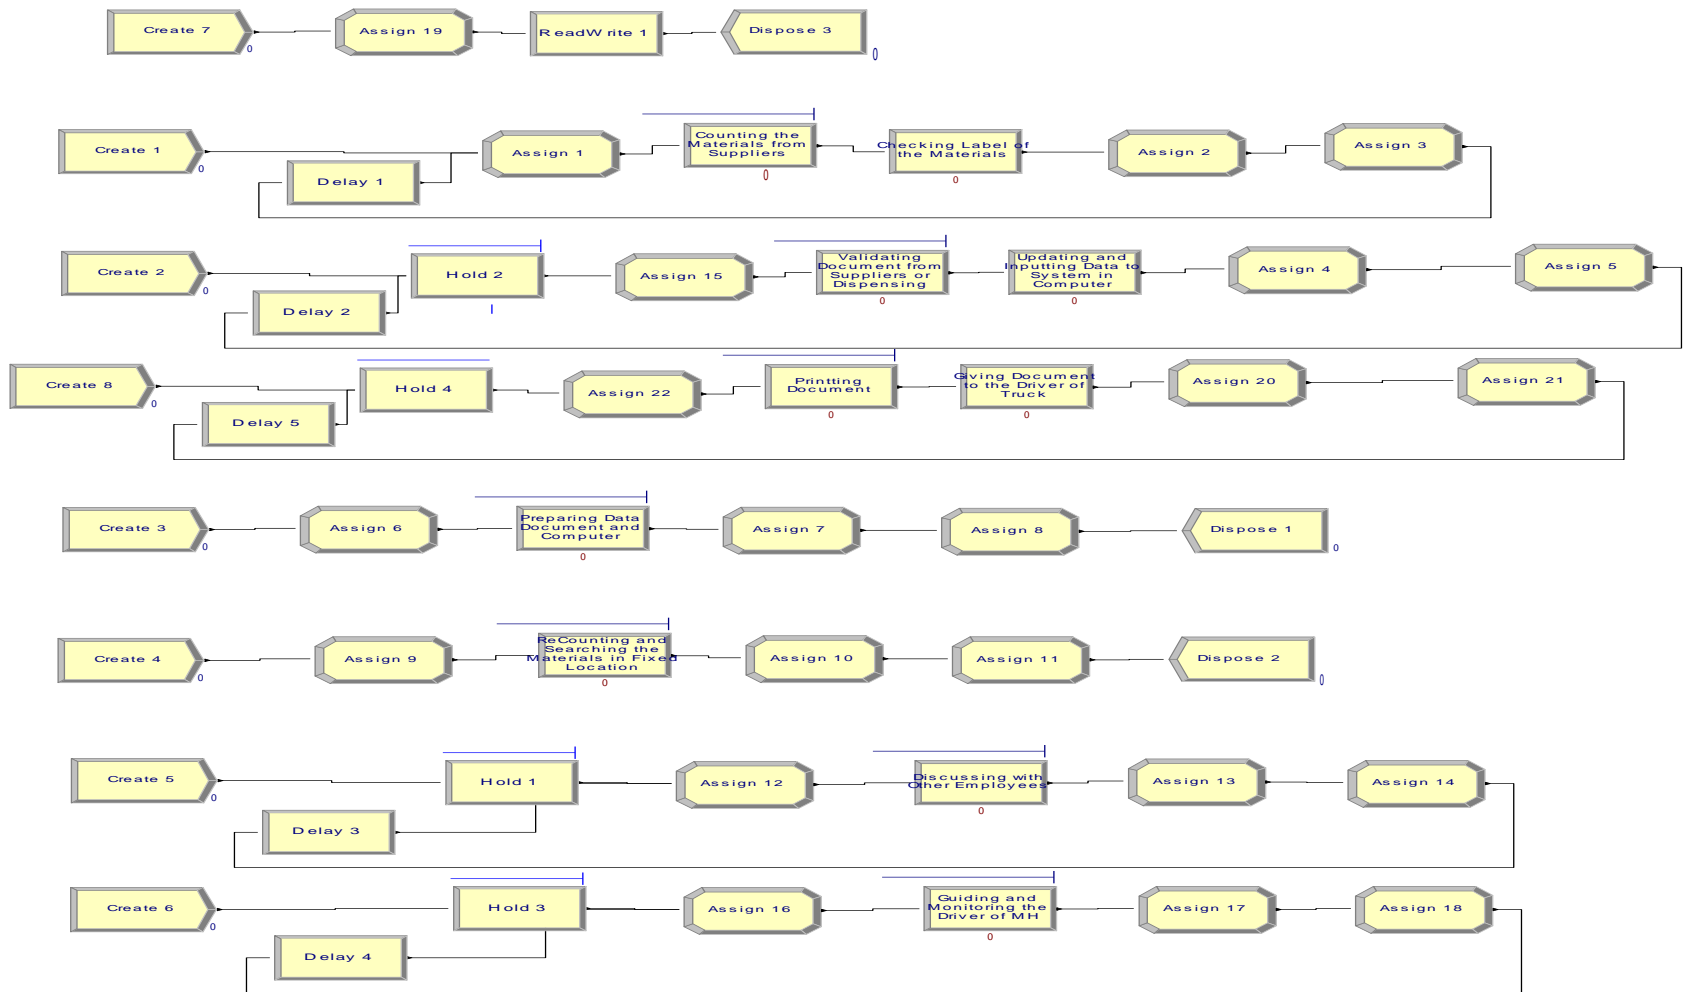 Create 7
0
Assign 19
ReadWrite 1
Dispose 3
0
Create 1
0
Delay 1
Assign 1
Counting the
Materials from
Suppliers
0
Checking Label of
the Materials
0
Assign 2
Assign 3
Create 2
0
Delay 2
Hold 2
Assign 15
Validating
Document from
Suppliers or
Dispensing
0
Updating and
Inputting Data to
System in
Computer
0
Assign 4
Assign 5
Create 8
0
Delay 5
Hold 4
Assign 22
Printting
Document
0
Giving Document
to the Driver of
Truck
0
Assign 20
Assign 21
Create 3
0
Assign 6
Preparing Data
Document and
Computer
0
Assign 7
Assign 8
Dispose 1
0
Create 4
0
Assign 9
ReCounting and
Searching the
Materials in Fixed
Location
0
Assign 10
Assign 11
Dispose 2
0
Create 5
0
Delay 3
Hold 1
Assign 12
Discussing with
Other Employees
0
Assign 13
Assign 14
Create 6
0
Delay 4
Hold 3
Assign 16
Guiding and
Monitoring the
Driver of MH
0
Assign 17
Assign 18